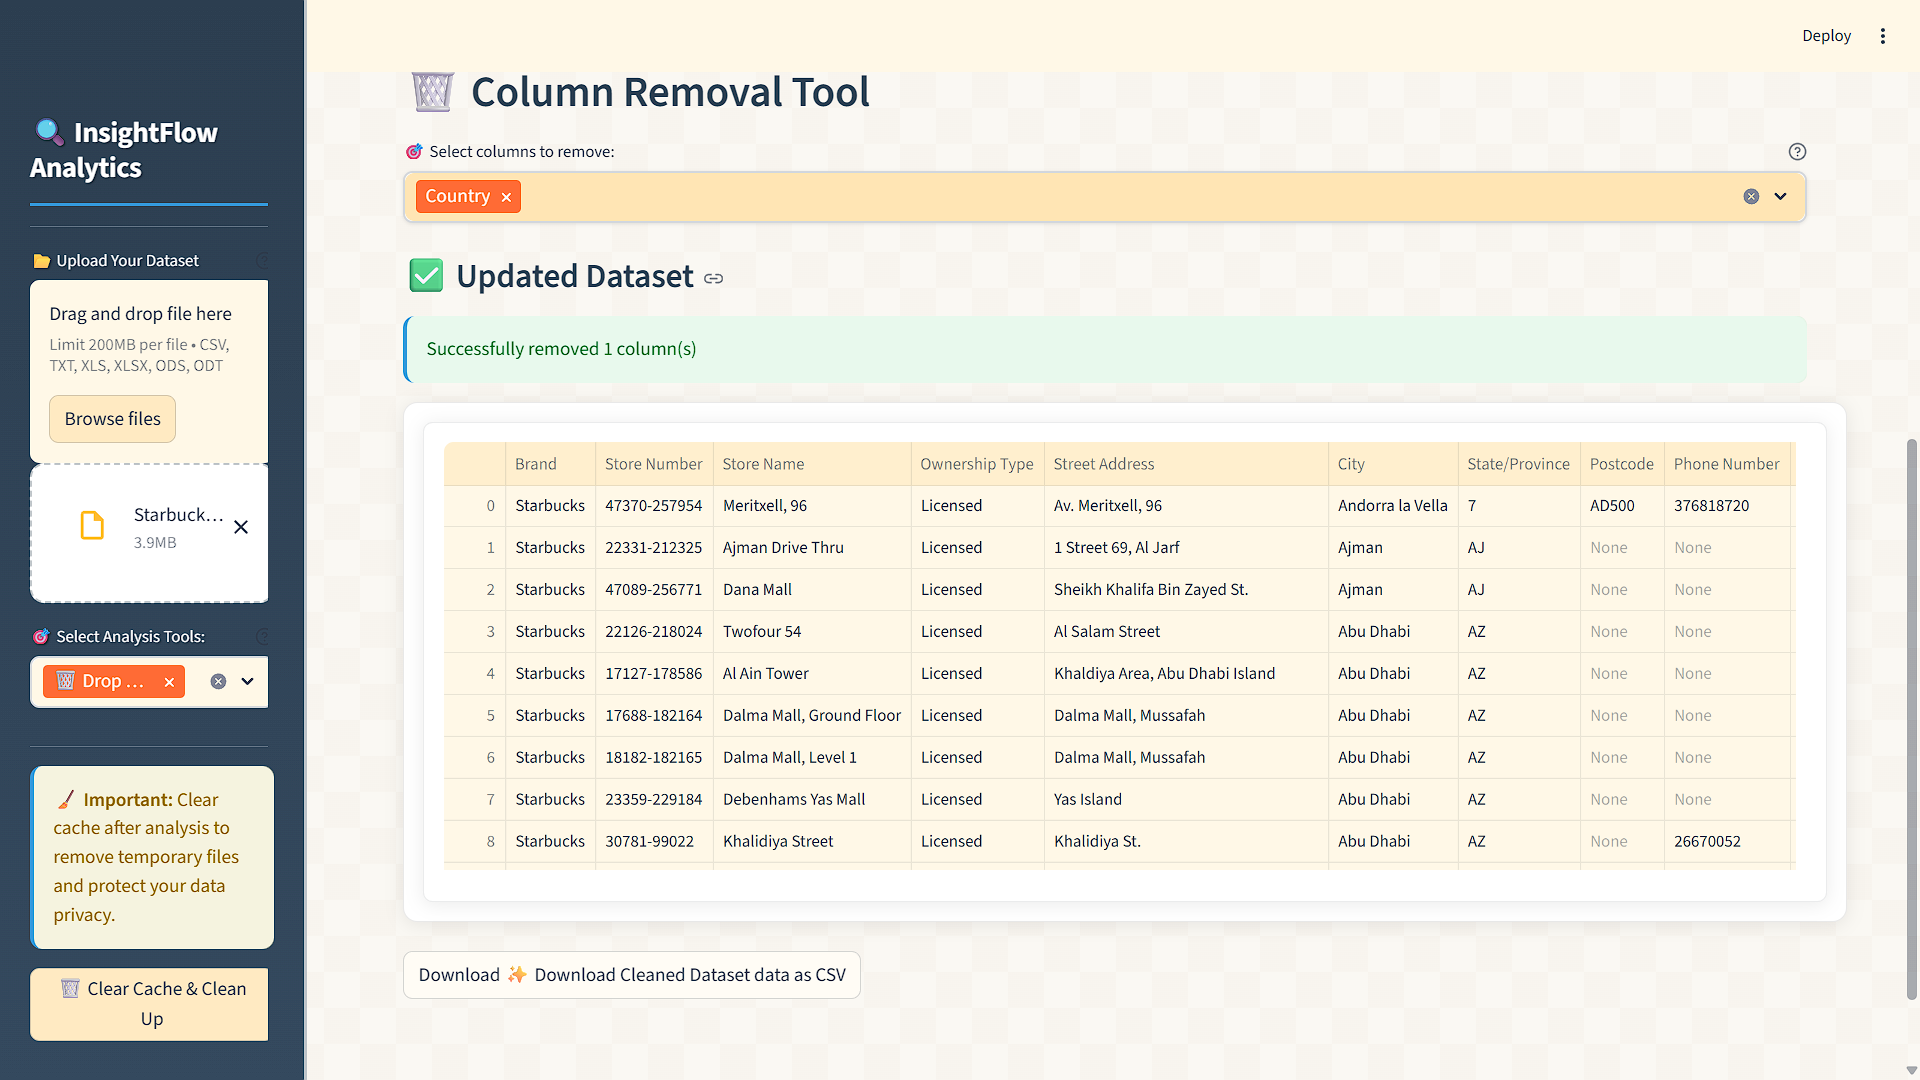 InsightFlow
Analytics
Upload Your Dataset
Drag and drop file here
Limit 200MB per file • CSV,
TXT, XLS, XLSX, ODS, ODT
Browse files
Starbuck...
3.9MB
Select Analysis Tools:
Drop ...
Important: Clear
cache after analysis to
remove temporary files
and protect your data
privacy.
Clear Cache & Clean
Up
Deploy
Column Removal Tool
Select columns to remove:
Country
Updated Dataset
Successfully removed 1 column(s)
Brand Store Number Store Name Ownership Type Street Address City State/Province Postcode Phone Number
0 Starbucks 47370-257954 Meritxell, 96 Licensed Av. Meritxell, 96 Andorra la Vella 7 AD500 376818720
1 Starbucks 22331-212325 Ajman Drive Thru Licensed 1 Street 69, Al Jarf Ajman AJ None None
2 Starbucks 47089-256771 Dana Mall Licensed Sheikh Khalifa Bin Zayed St. Ajman AJ None None
3 Starbucks 22126-218024 Twofour 54 Licensed Al Salam Street Abu Dhabi AZ None None
4 Starbucks 17127-178586 Al Ain Tower Licensed Khaldiya Area, Abu Dhabi Island Abu Dhabi AZ None None
5 Starbucks 17688-182164 Dalma Mall, Ground Floor Licensed Dalma Mall, Mussafah Abu Dhabi AZ None None
6 Starbucks 18182-182165 Dalma Mall, Level 1 Licensed Dalma Mall, Mussafah Abu Dhabi AZ None None
7 Starbucks 23359-229184 Debenhams Yas Mall Licensed Yas Island Abu Dhabi AZ None None
8 Starbucks 30781-99022 Khalidiya Street Licensed Khalidiya St. Abu Dhabi AZ None 26670052
Download ✨ Download Cleaned Dataset data as CSV